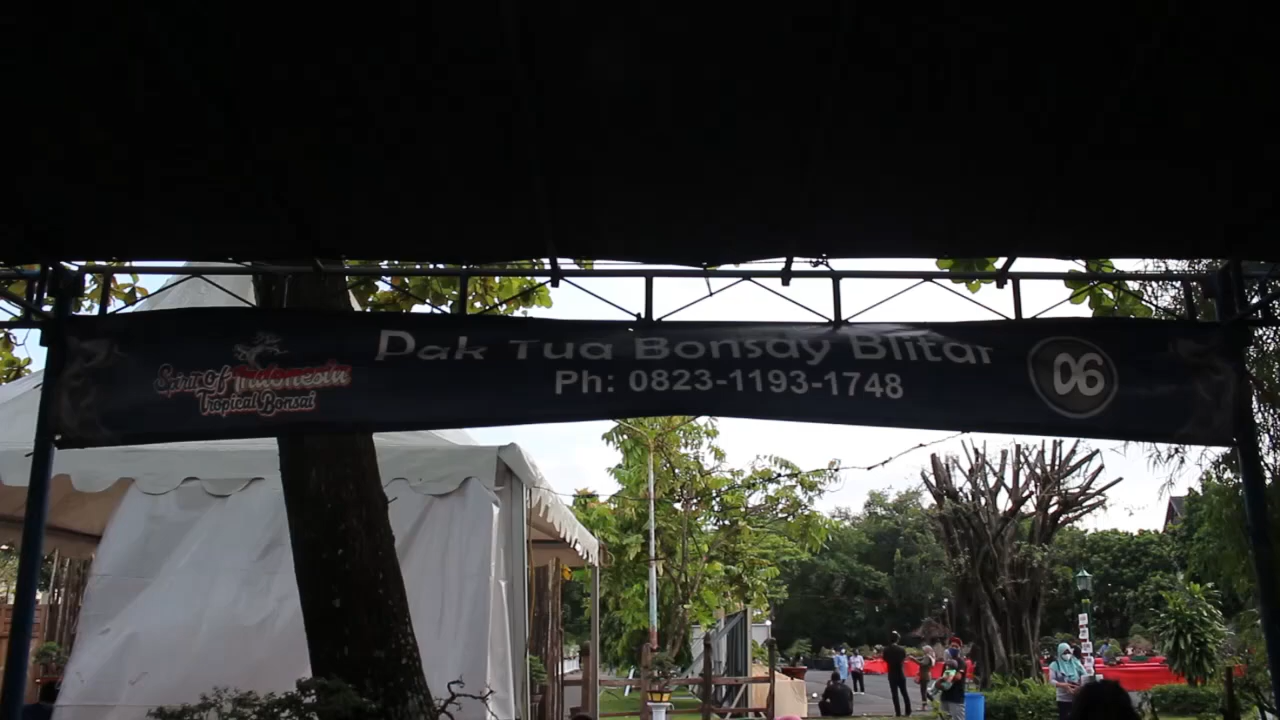 Spirit of Indonesia
Tropical Bonsai
Pak Tua Bonsay Blitar
Ph: 0823-1193-1748
06